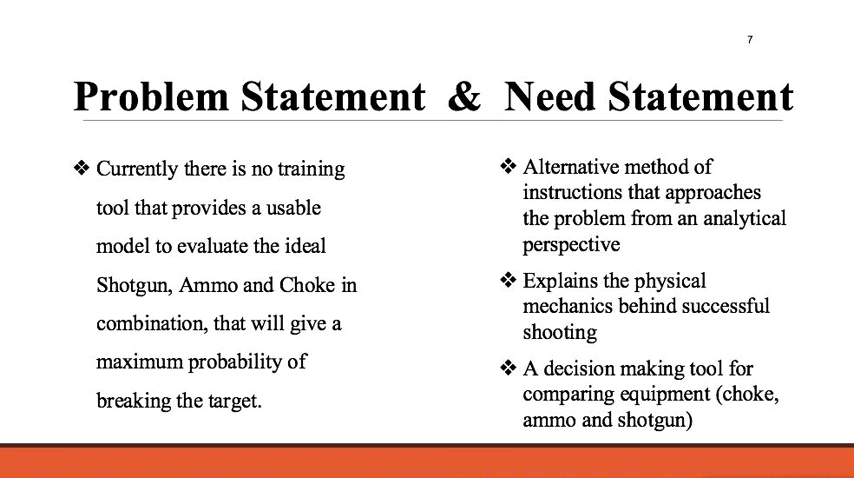 7
Problem Statement & Need Statement
❖ Currently there is no training
tool that provides a usable
model to evaluate the ideal
Shotgun, Ammo and Choke in
combination, that will give a
maximum probability of
breaking the target.
❖ Alternative method of
instructions that approaches
the problem from an analytical
perspective
❖ Explains the physical
mechanics behind successful
shooting
❖ A decision making tool for
comparing equipment (choke,
ammo and shotgun)